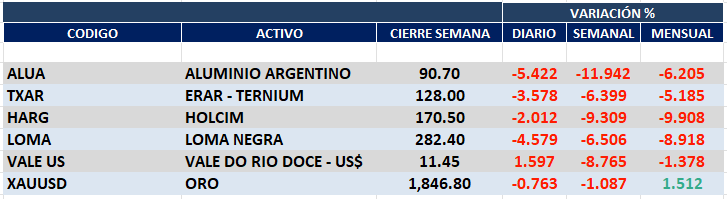 VARIACIÓN %
CODIGO ACTIVO CIERRE SEMANA DIARIO SEMANAL MENSUAL
ALUA ALUMINIO ARGENTINO 90.70 -5.422 -11.942 -6.205
TXAR ERAR - TERNIUM 128.00 -3.578 -6.399 -5.185
HARG HOLCIM 170.50 -2.012 -9.309 -9.908
LOMA LOMA NEGRA 282.40 -4.579 -6.506 -8.918
VALE US VALE DO RIO DOCE - US$ 11.45 1.597 -8.765 -1.378
XAUUSD ORO 1,846.80 -0.763 -1.087 1.512